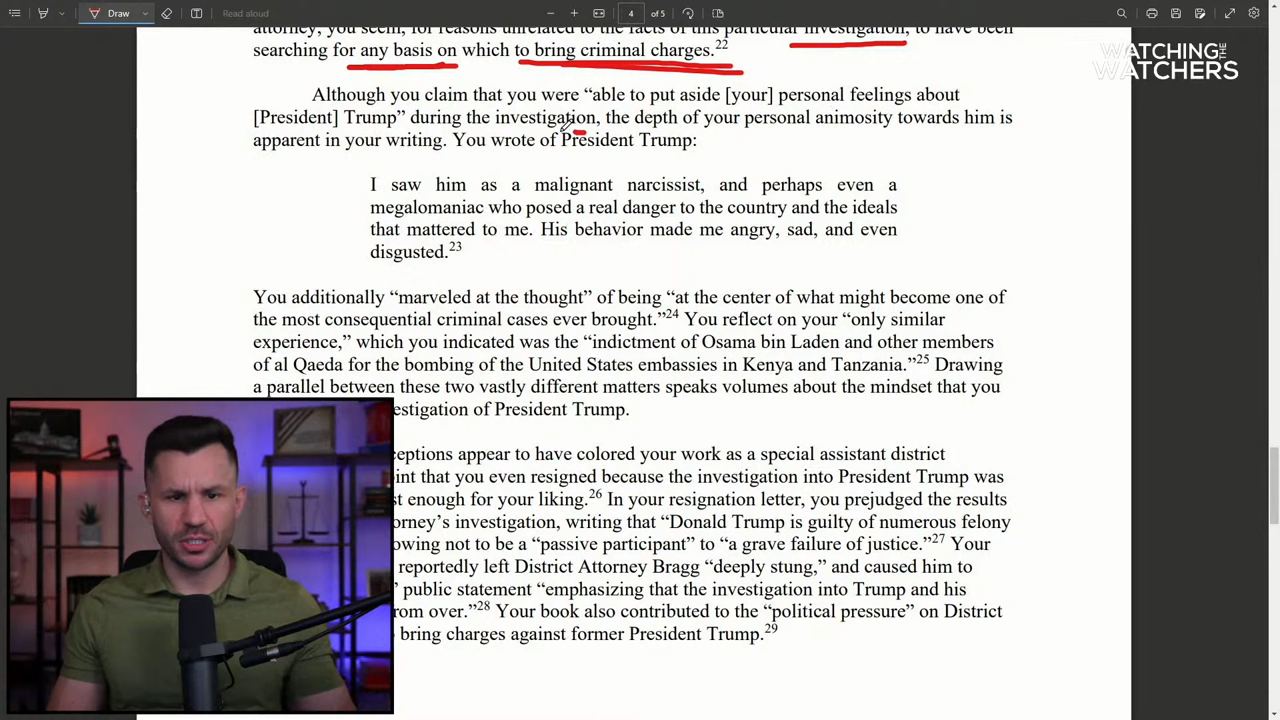 Draw
Read aloud
4 of 5
WATCHING
THE
WATCHERS
attorney, you seem, for reasons unrelated to the facts of this particular investigation, to have been
searching for any basis on which to bring criminal charges.22
Although you claim that you were “able to put aside [your] personal feelings about
[President] Trump” during the investigation, the depth of your personal animosity towards him is
apparent in your writing. You wrote of President Trump:
I saw him as a malignant narcissist, and perhaps even a
megalomaniac who posed a real danger to the country and the ideals
that mattered to me. His behavior made me angry, sad, and even
disgusted.23
You additionally “marveled at the thought” of being “at the center of what might become one of
the most consequential criminal cases ever brought.”24 You reflect on your “only similar
experience,” which you indicated was the “indictment of Osama bin Laden and other members
of al Qaeda for the bombing of the United States embassies in Kenya and Tanzania.”25 Drawing
a parallel between these two vastly different matters speaks volumes about the mindset that you
estigation of President Trump.
ceptions appear to have colored your work as a special assistant district
oint that you even resigned because the investigation into President Trump was
st enough for your liking.26 In your resignation letter, you prejudged the results
torney’s investigation, writing that “Donald Trump is guilty of numerous felony
owing not to be a “passive participant” to “a grave failure of justice.”27 Your
reportedly left District Attorney Bragg “deeply stung,” and caused him to
public statement “emphasizing that the investigation into Trump and his
rom over.”28 Your book also contributed to the “political pressure” on District
bring charges against former President Trump.29